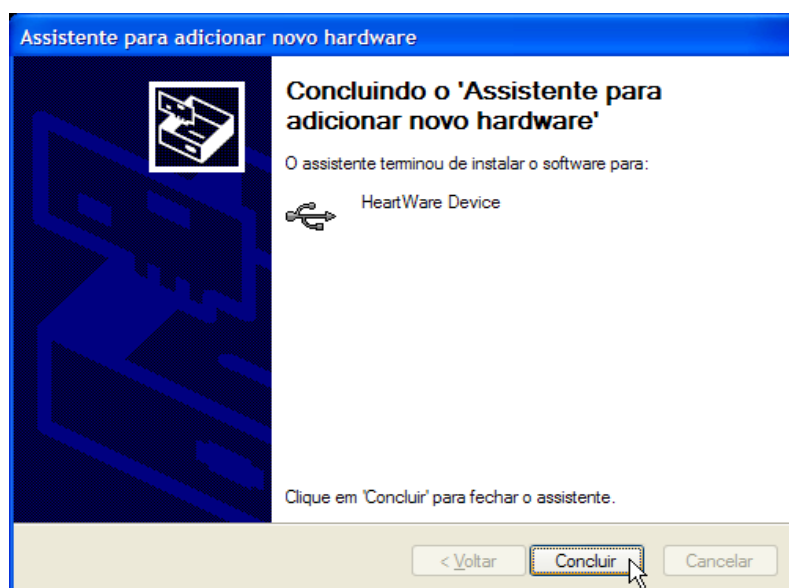 Assistente para adicionar novo hardware
Concluindo o 'Assistente para
adicionar novo hardware'
O assistente terminou de instalar o software para:
HeartWare Device
Clique em 'Concluir' para fechar o assistente.
< Voltar
Concluir
Cancelar